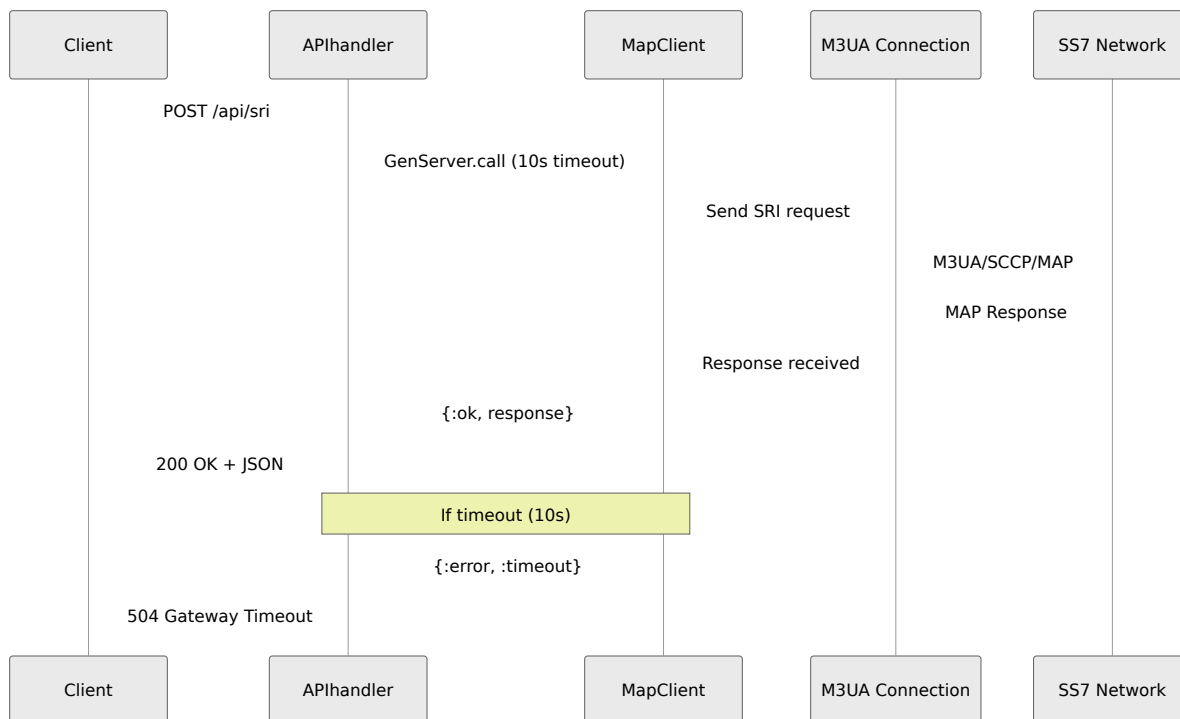 Client
APIhandler
MapClient
M3UA Connection
SS7 Network
POST /api/sri
GenServer.call (10s timeout)
Send SRI request
M3UA/SCCP/MAP
MAP Response
Response received
{:ok, response}
200 OK + JSON
If timeout (10s)
{:error, :timeout}
504 Gateway Timeout
Client
APIhandler
MapClient
M3UA Connection
SS7 Network